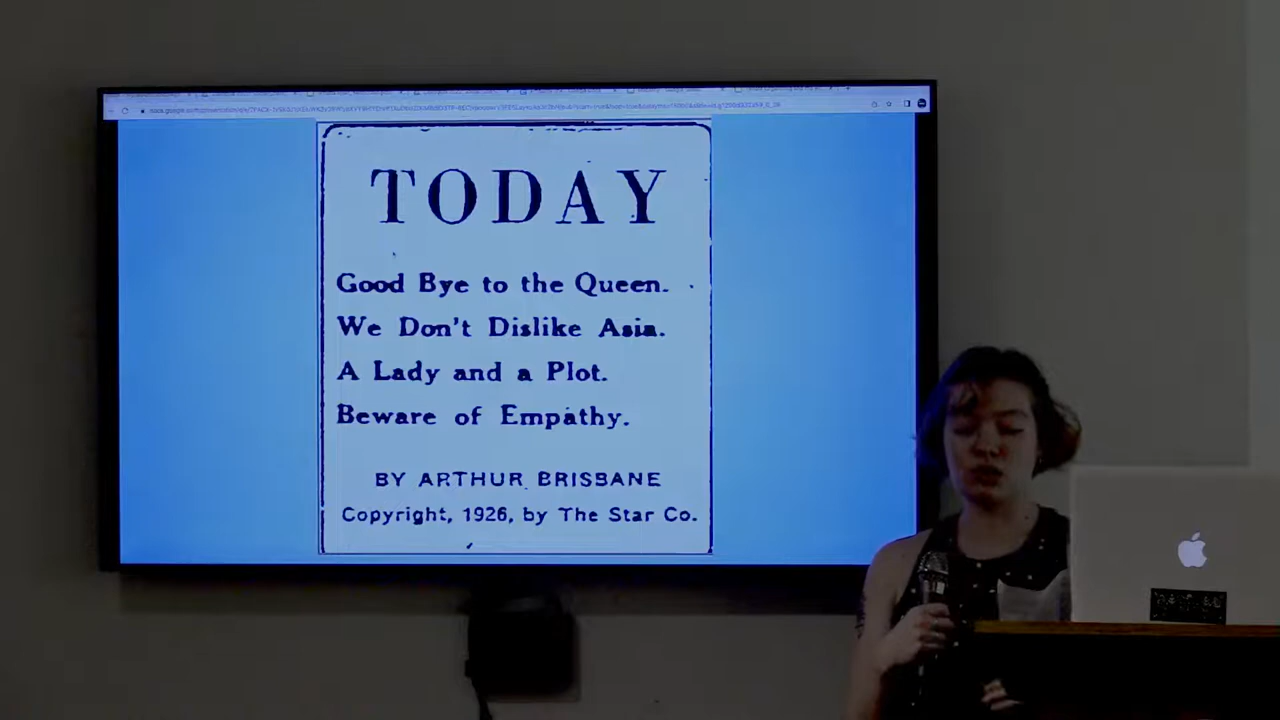 TODAY
Good Bye to the Queen.
We Don't Dislike Asia.
A Lady and a Plot.
Beware of Empathy.
BY ARTHUR BRISBANE
Copyright, 1926, by The Star Co.